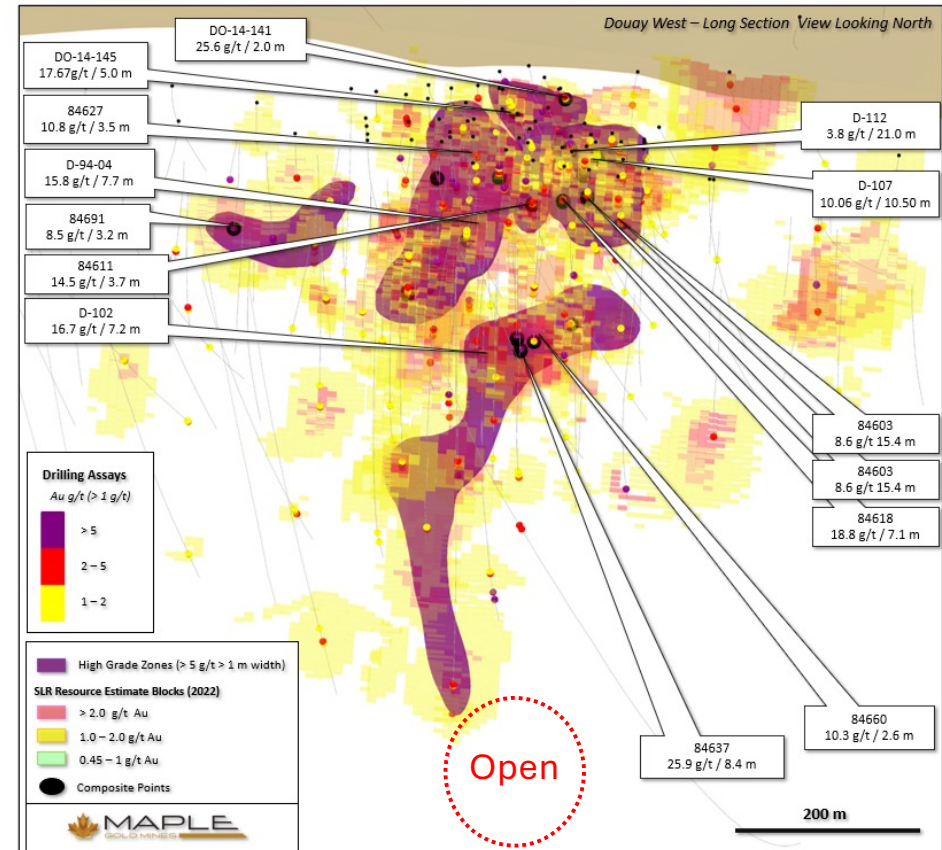 Douay West – Long Section View Looking North
DO-14-141
25.6 g/t / 2.0 m
DO-14-145
17.67g/t / 5.0 m
84627
10.8 g/t / 3.5 m
D-94-04
15.8 g/t / 7.7 m
84691
8.5 g/t / 3.2 m
84611
14.5 g/t / 3.7 m
D-102
16.7 g/t / 7.2 m
D-112
3.8 g/t / 21.0 m
D-107
10.06 g/t / 10.50 m
84603
8.6 g/t 15.4 m
84603
8.6 g/t 15.4 m
84618
18.8 g/t / 7.1 m
84660
10.3 g/t / 2.6 m
84637
25.9 g/t / 8.4 m
Drilling Assays
Au g/t (> 1 g/t)
> 5
2 – 5
1 – 2
High Grade Zones (> 5 g/t > 1 m width)
SLR Resource Estimate Blocks (2022)
> 2.0 g/t Au
1.0 – 2.0 g/t Au
0.45 – 1 g/t Au
Composite Points
MAPLE
GOLD MINES
Open
200 m